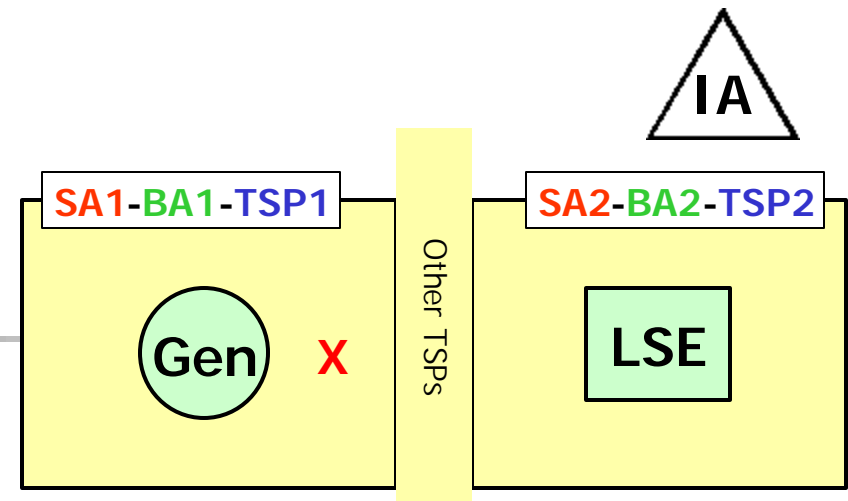 IA
SA1-BA1-TSP1
SA2-BA2-TSP2
Other TSPs
Gen
X
LSE